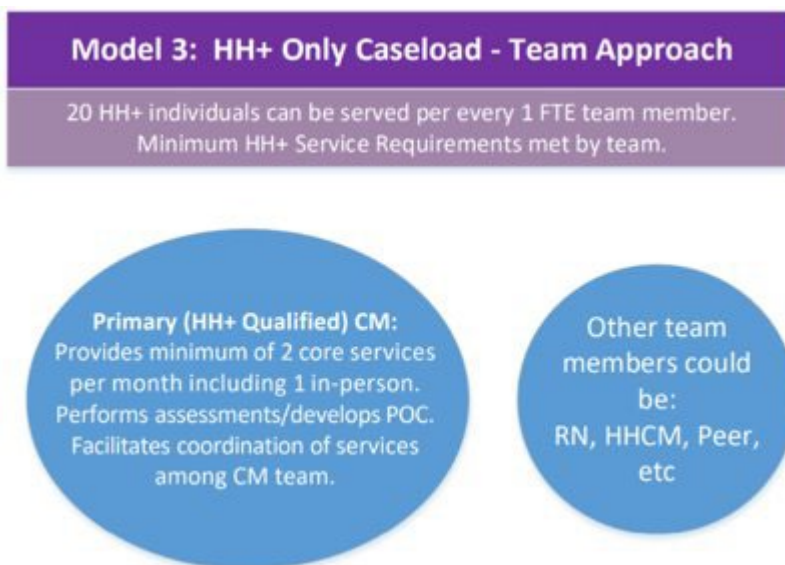 Model 3: HH+ Only Caseload - Team Approach
20 HH+ individuals can be served per every 1 FTE team member.
Minimum HH+ Service Requirements met by team.
Primary (HH+ Qualified) CM:
Provides minimum of 2 core services
per month including 1 in-person.
Performs assessments/develops POC.
Facilitates coordination of services
among CM team.
Other team
members could
be:
RN, HHCM, Peer,
etc